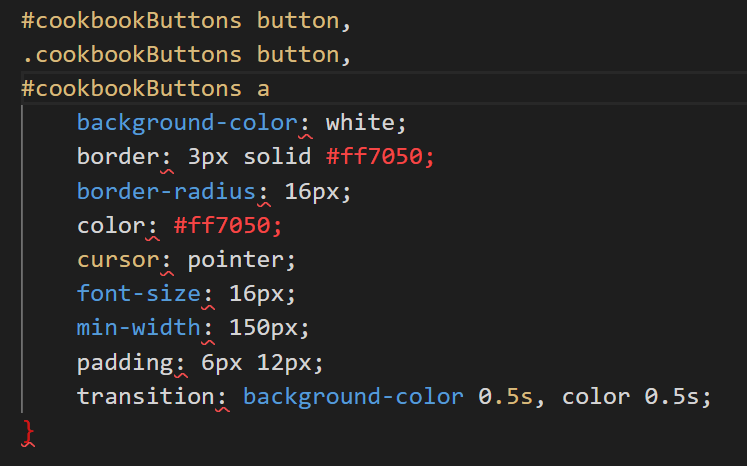 #cookbookButtons button,
.cookbookButtons button,
#cookbookButtons a
background-color: white;
border: 3px solid #ff7050;
border-radius: 16px;
color: #ff7050;
cursor: pointer;
font-size: 16px;
min-width: 150px;
padding: 6px 12px;
transition: background-color 0.5s, color 0.5s;
}